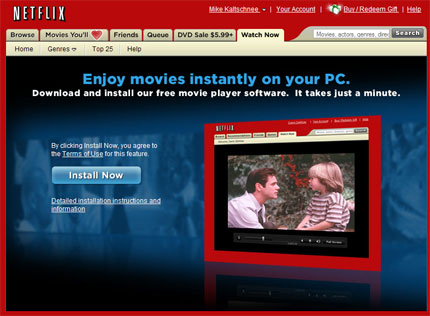 NETFLIX
Mike Kaltschnee | Your Account | Buy / Redeem Gift | Help
Browse Movies You'll Friends Queue DVD Sale $5.99+ Watch Now Movies, actors, genres, dire Search
Home Genres Top 25 Help
Enjoy movies instantly on your PC.
Download and install our free movie player software. It takes just a minute.
By clicking Install Now, you agree to
the Terms of Use for this feature.
Install Now
Detailed installation instructions and
information
NETFLIX